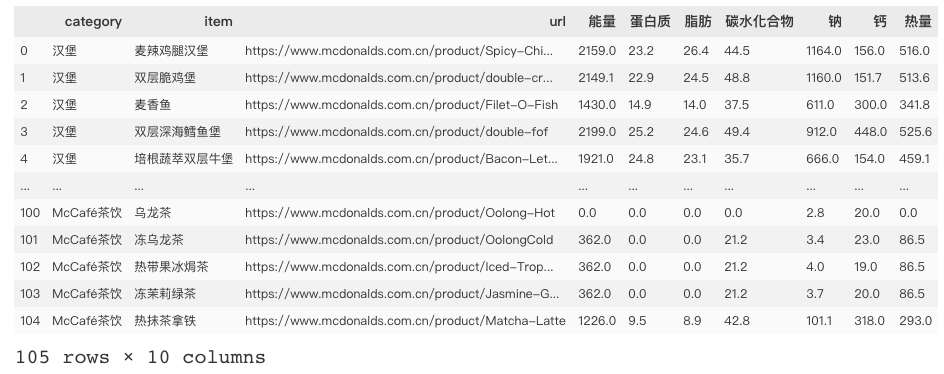 category item url 能量 蛋白质 脂肪 碳水化合物 钠 钙 热量
0 汉堡 麦辣鸡腿汉堡 https://www.mcdonalds.com.cn/product/Spicy-Chi... 2159.0 23.2 26.4 44.5 1164.0 156.0 516.0
1 汉堡 双层脆鸡堡 https://www.mcdonalds.com.cn/product/double-cr... 2149.1 22.9 24.5 48.8 1160.0 151.7 513.6
2 汉堡 麦香鱼 https://www.mcdonalds.com.cn/product/Filet-O-Fish 1430.0 14.9 14.0 37.5 611.0 300.0 341.8
3 汉堡 双层深海鳕鱼堡 https://www.mcdonalds.com.cn/product/double-fof 2199.0 25.2 24.6 49.4 912.0 448.0 525.6
4 汉堡 培根蔬萃双层牛堡 https://www.mcdonalds.com.cn/product/Bacon-Let... 1921.0 24.8 23.1 35.7 666.0 154.0 459.1
... ... ... ... ... ... ... ... ... ... ...
100 McCafé茶饮 乌龙茶 https://www.mcdonalds.com.cn/product/Oolong-Hot 0.0 0.0 0.0 0.0 2.8 20.0 0.0
101 McCafé茶饮 冻乌龙茶 https://www.mcdonalds.com.cn/product/OolongCold 362.0 0.0 0.0 21.2 3.4 23.0 86.5
102 McCafé茶饮 热带果冰焗茶 https://www.mcdonalds.com.cn/product/Iced-Trop... 362.0 0.0 0.0 21.2 4.0 19.0 86.5
103 McCafé茶饮 冻茉莉绿茶 https://www.mcdonalds.com.cn/product/Jasmine-G... 362.0 0.0 0.0 21.2 3.7 20.0 86.5
104 McCafé茶饮 热抹茶拿铁 https://www.mcdonalds.com.cn/product/Matcha-Latte 1226.0 9.5 8.9 42.8 101.1 318.0 293.0
105 rows × 10 columns